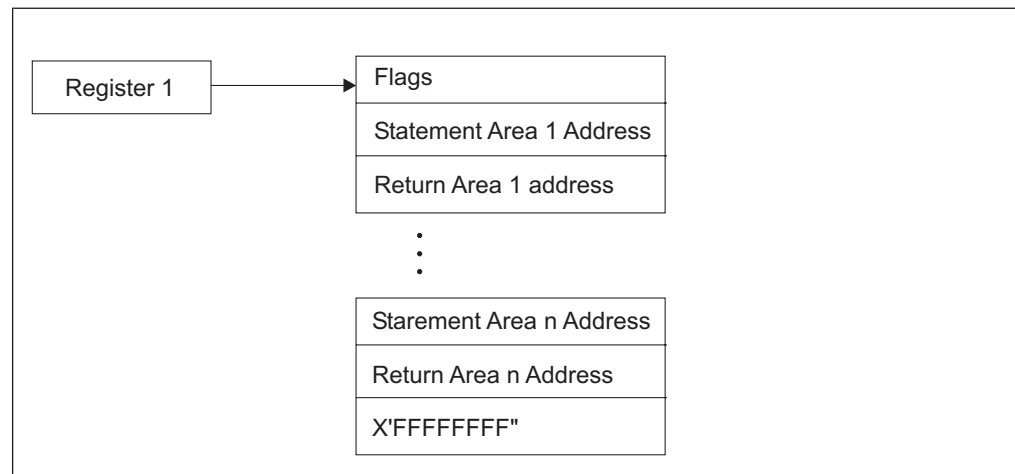 Register 1
Flags
Statement Area 1 Address
Return Area 1 address
Starement Area n Address
Return Area n Address
X'FFFFFFFF"